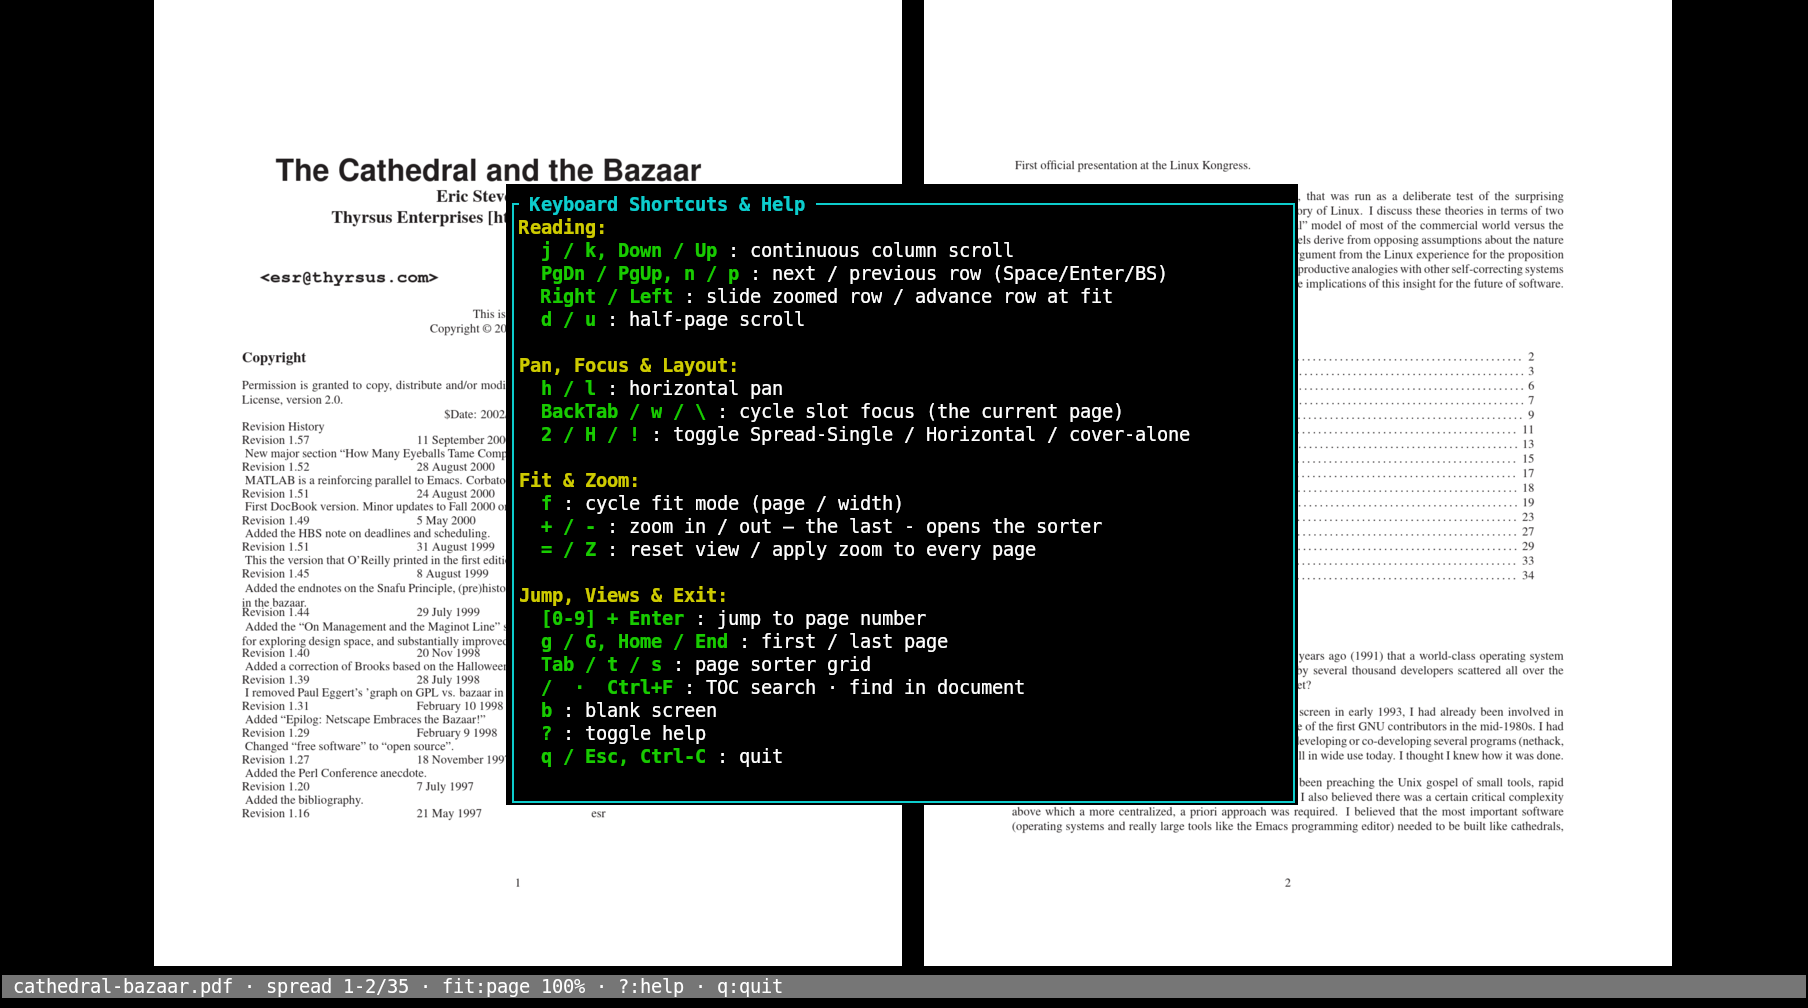 The Cathedral and the Bazaar
Eric
Thyrsus Enterprises
<esr@thyrsus.com>
This is
Copyright © 20
Copyright
Permission is granted to copy, distribute and/or
License, version 2.0.
$Date: 2002
Revision History
Revision 1.57 11 September 200
New major section “How Many Eyeballs Tame
Revision 1.52 28 August 2000
MATLAB is a reinforcing parallel to Emacs.
Revision 1.51 24 August 2000
First DocBook version. Minor updates to Fall 2000
Revision 1.49 5 May 2000
Added the HBS note on deadlines and scheduling.
Revision 1.51 31 August 1999
This the version that O’Reilly printed in the first
Revision 1.45 8 August 1999
Added the endnotes on the Snafu Principle,
in the bazaar.
Revision 1.44 29 July 1999
Added the “On Management and the Maginot Line”
for exploring design space, and substantially improved
Revision 1.40 20 Nov 1998
Added a correction of Brooks based on the
Revision 1.39 28 July 1998
I removed Paul Eggert’s ’graph on GPL vs. bazaar in
Revision 1.31 February 10 1998
Added “Epilog: Netscape Embraces the Bazaar!”
Revision 1.29 February 9 1998
Changed “free software” to “open source”.
Revision 1.27 18 November 199
Added the Perl Conference anecdote.
Revision 1.20 7 July 1997
Added the bibliography.
Revision 1.16 21 May 1997 esr
1
Keyboard Shortcuts & Help
Reading:
j / k, Down / Up : continuous column scroll
PgDn / PgUp, n / p : next / previous row (Space/Enter/BS)
Right / Left : slide zoomed row / advance row at fit
d / u : half-page scroll
Pan, Focus & Layout:
h / l : horizontal pan
BackTab / w / \ : cycle slot focus (the current page)
2 / H / ! : toggle Spread-Single / Horizontal / cover-alone
Fit & Zoom:
f : cycle fit mode (page / width)
+ / - : zoom in / out — the last - opens the sorter
= / Z : reset view / apply zoom to every page
Jump, Views & Exit:
[0-9] + Enter : jump to page number
g / G, Home / End : first / last page
Tab / t / s : page sorter grid
/ · Ctrl+F : TOC search · find in document
b : blank screen
? : toggle help
q / Esc, Ctrl-C : quit
First official presentation at the Linux Kongress.
, that was run as a deliberate test of the surprising
of Linux. I discuss these theories in terms of two
” model of most of the commercial world versus the
derive from opposing assumptions about the nature
from the Linux experience for the proposition
productive analogies with other self-correcting systems
implications of this insight for the future of software.
2
3
6
7
9
11
13
15
17
18
19
23
27
29
33
34
years ago (1991) that a world-class operating system
by several thousand developers scattered all over the
screen in early 1993, I had already been involved in
of the first GNU contributors in the mid-1980s. I had
developing or co-developing several programs (nethack,
in wide use today. I thought I knew how it was done.
been preaching the Unix gospel of small tools, rapid
I also believed there was a certain critical complexity
above which a more centralized, a priori approach was required. I believed that the most important software
(operating systems and really large tools like the Emacs programming editor) needed to be built like cathedrals,
2
cathedral-bazaar.pdf · spread 1-2/35 · fit:page 100% · ?:help · q:quit